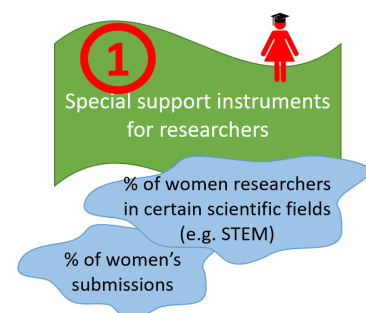 1
Special support instruments
for researchers
% of women researchers
in certain scientific fields
(e.g. STEM)
% of women’s
submissions